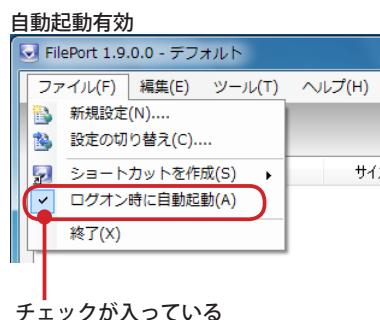 自動起動有効
FilePort 1.9.0.0 - デフォルト
ファイル(F) 編集(E) ツール(T) ヘルプ(H)
新規設定(N)....
設定の切り替え(C)....
ショートカットを作成(S)
サイ
ログオン時に自動起動(A)
終了(X)
チェックが入っている